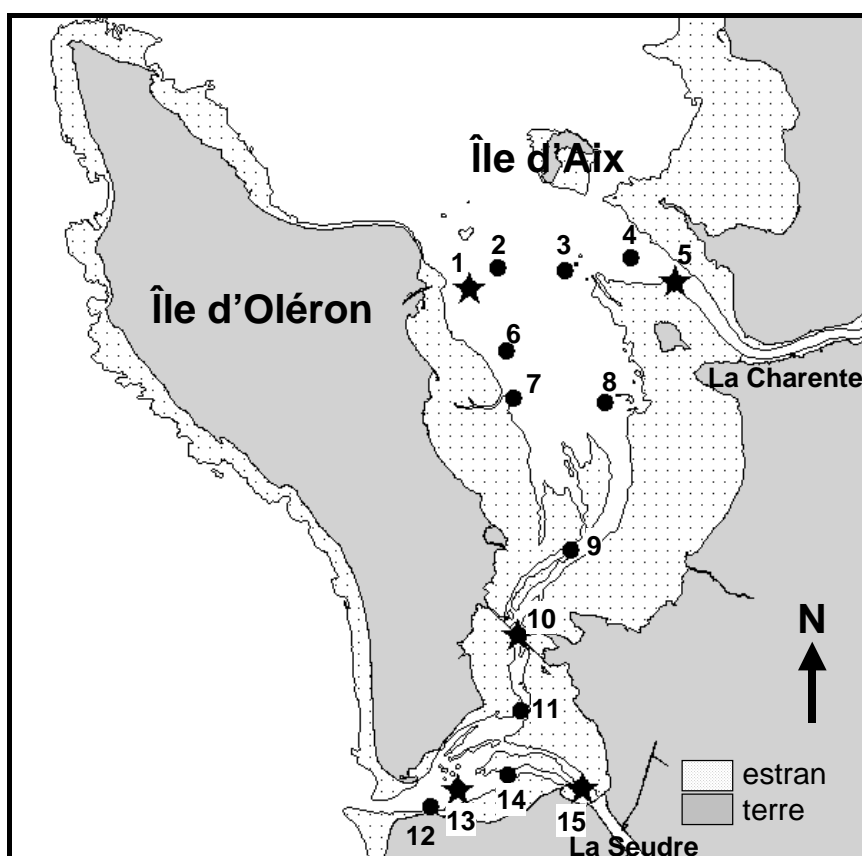 Île d'Aix
2
3
4
5
1
Île d'Oléron
6
7
8
La Charente
9
10
N
11
estran
14
terre
12
13
15
La Seudre